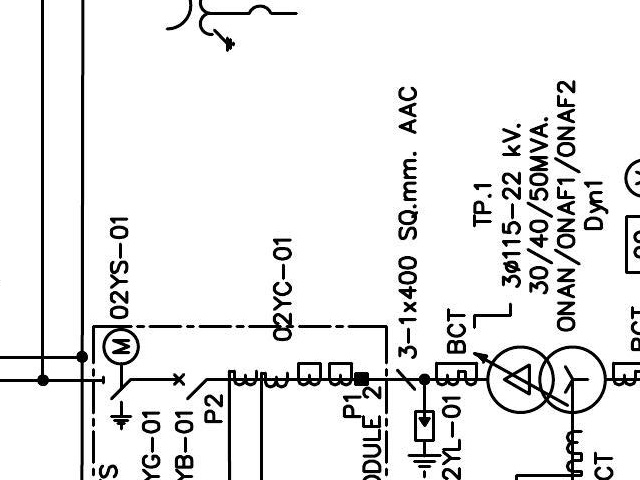 02YS-01
M
02YC-01
3-1x400 SQ.mm. AAC
TP.1
3ø115-22 kV.
30/40/50MVA.
ONAN/ONAF1/ONAF2
Dyn1
BCT
BCT
P2
P1
2
YG-01
YB-01
ODULE
2YL-01
CT